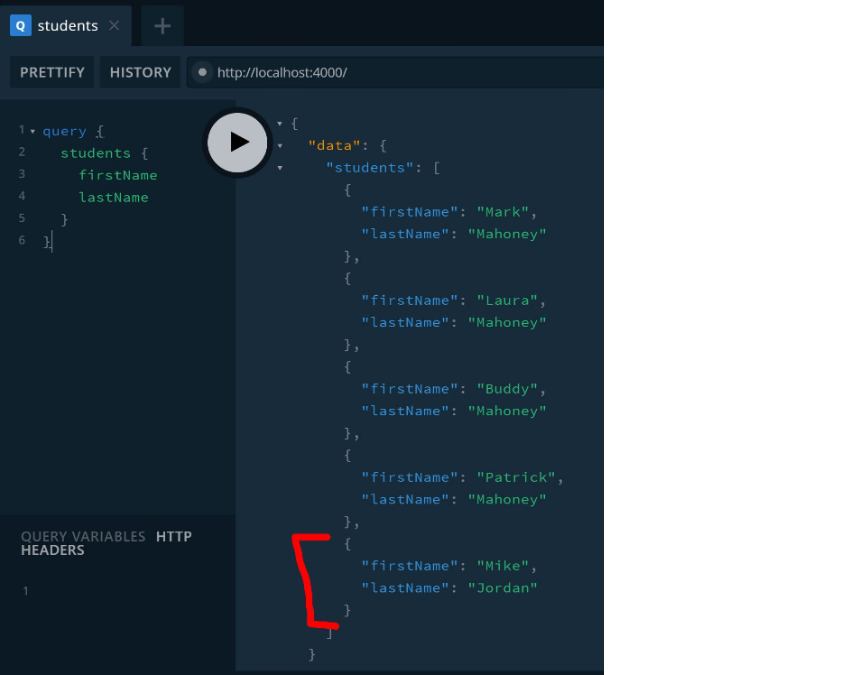 Q students ×
+
PRETTIFY HISTORY http://localhost:4000/
1 query {
2 students {
3 firstName
4 lastName
5 }
6 }
QUERY VARIABLES HTTP
HEADERS
1
{
"data": {
"students": [
{
"firstName": "Mark",
"lastName": "Mahoney"
},
{
"firstName": "Laura",
"lastName": "Mahoney"
},
{
"firstName": "Buddy",
"lastName": "Mahoney"
},
{
"firstName": "Patrick",
"lastName": "Mahoney"
},
{
"firstName": "Mike",
"lastName": "Jordan"
}
]
}